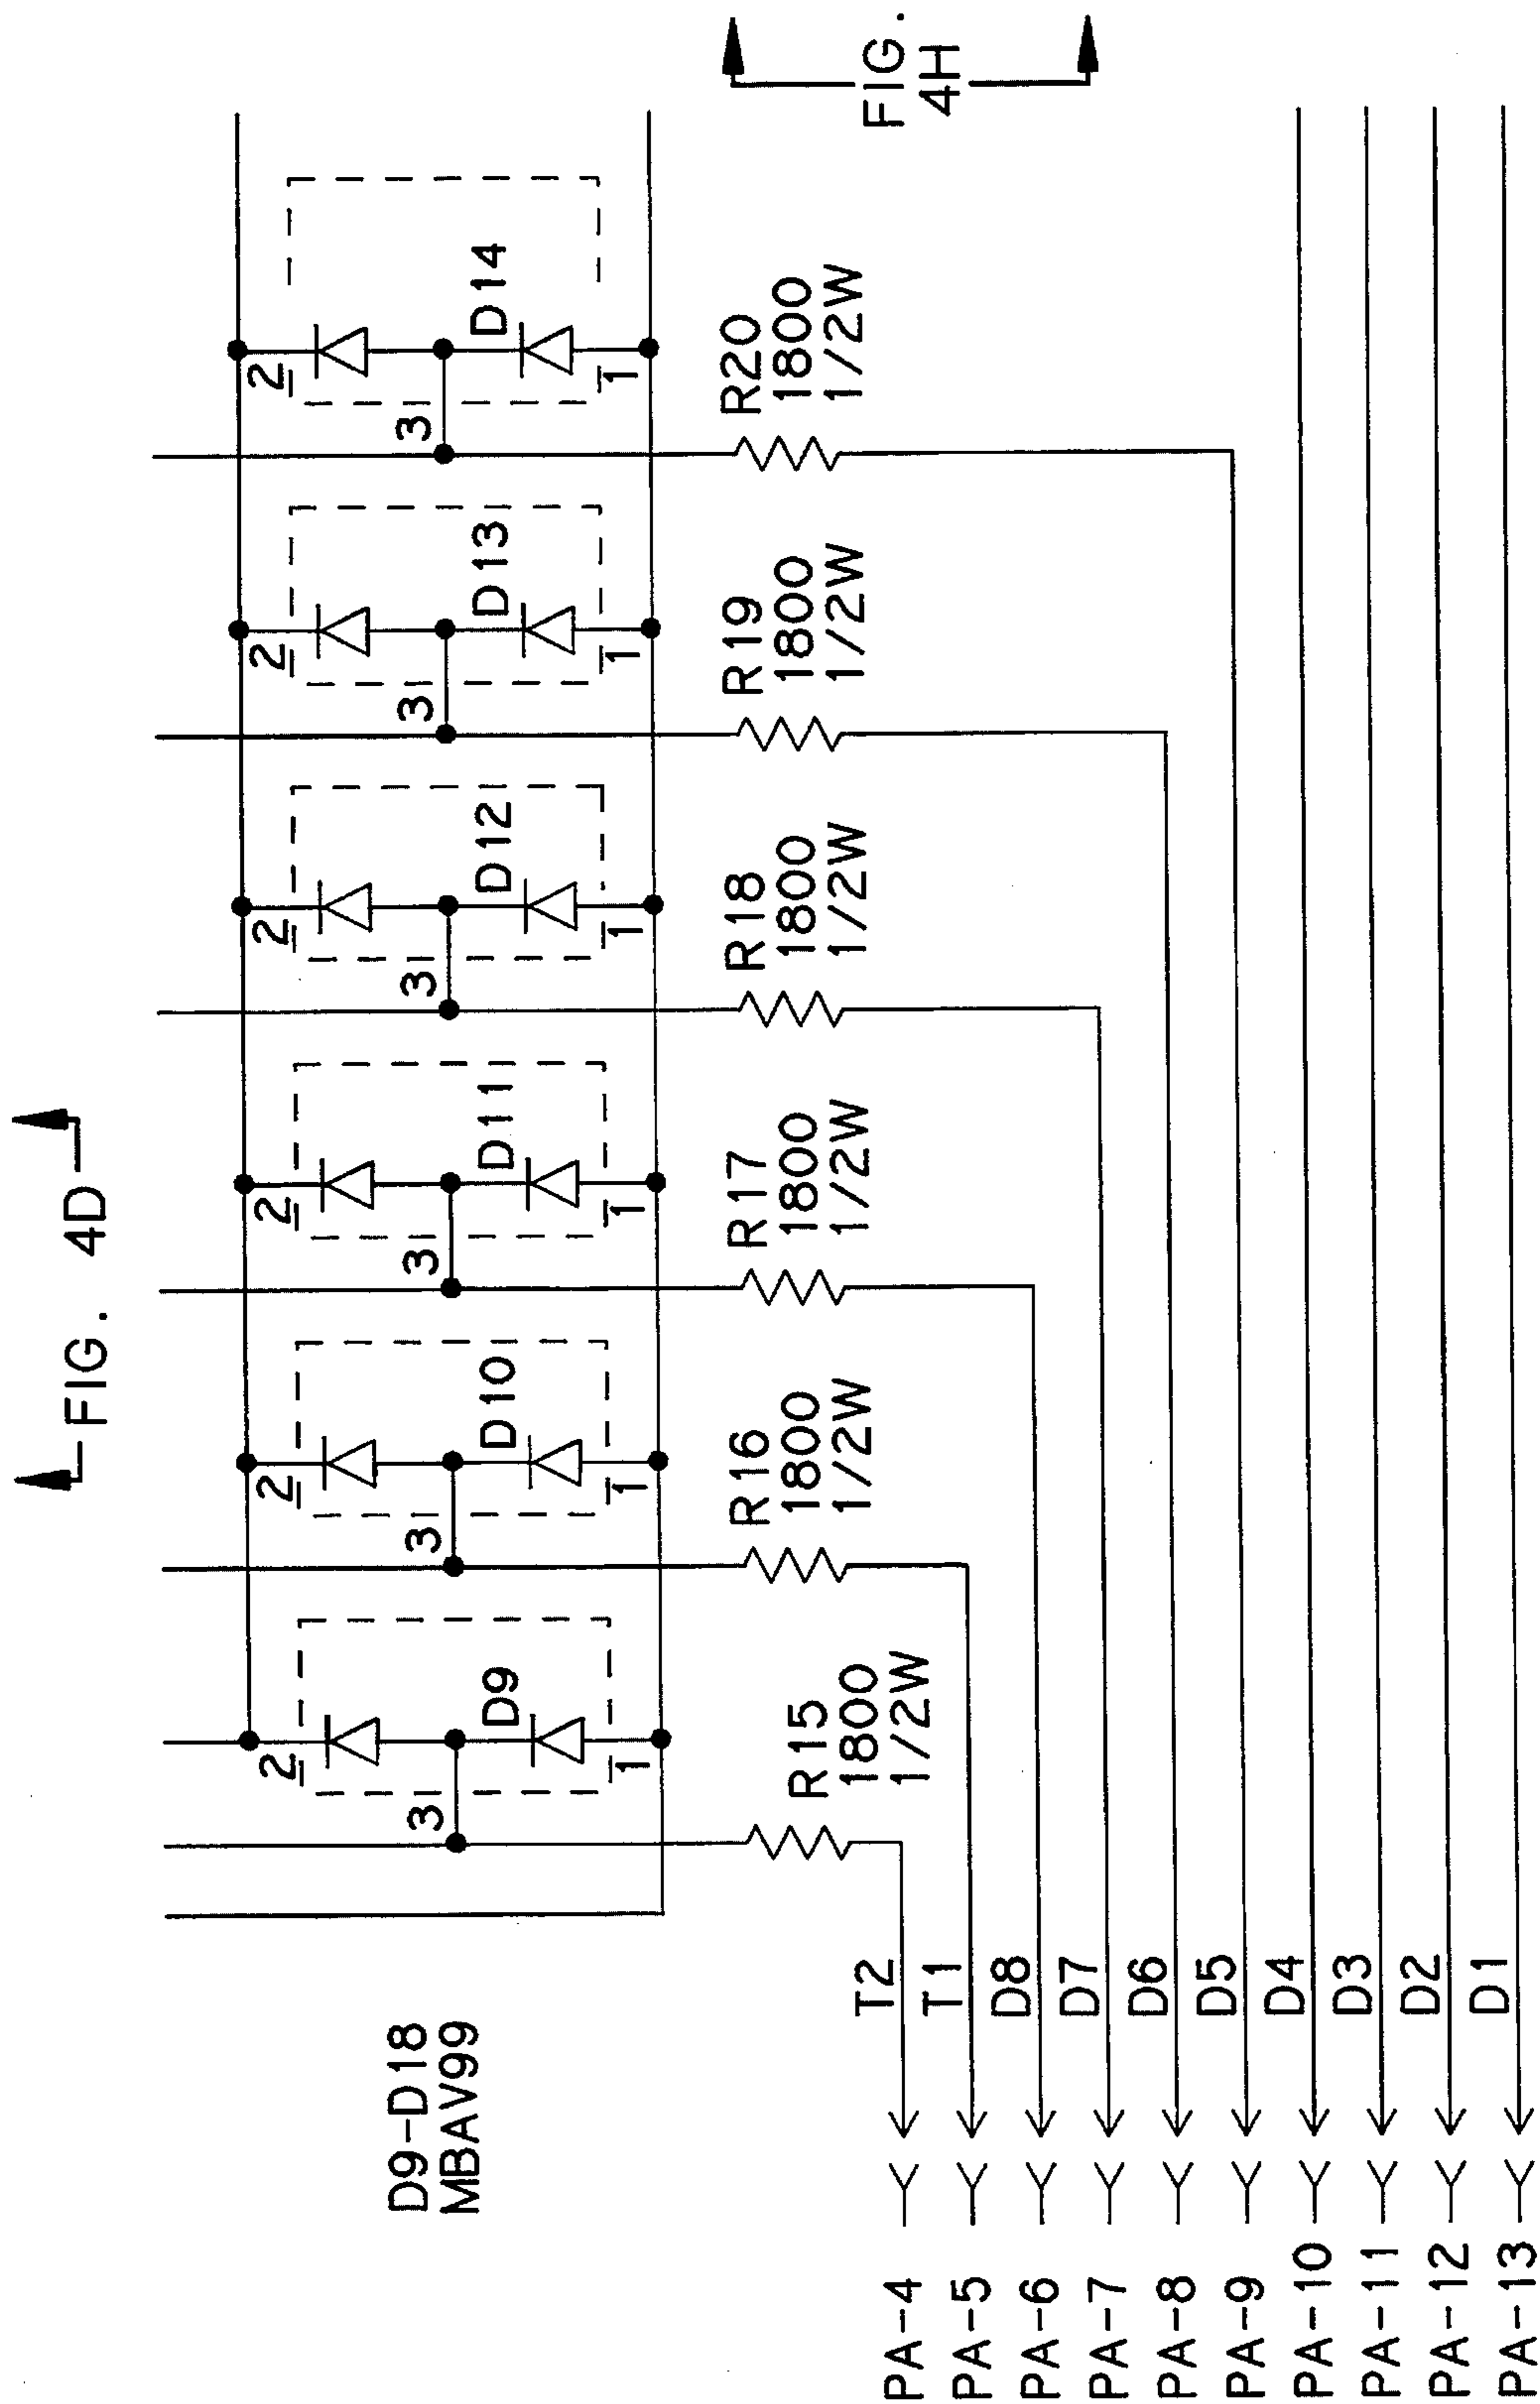 FIG. 4D
D9-D18
MBAV99
2
3
D9
1
2
3
D10
1
2
3
D11
1
2
3
D12
1
2
3
D13
1
2
3
D14
1
R15
1800
1/2W
R16
1800
1/2W
R17
1800
1/2W
R18
1800
1/2W
R19
1800
1/2W
R20
1800
1/2W
FIG.
4H
PA-4 T2
PA-5 T1
PA-6 D8
PA-7 D7
PA-8 D6
PA-9 D5
PA-10 D4
PA-11 D3
PA-12 D2
PA-13 D1